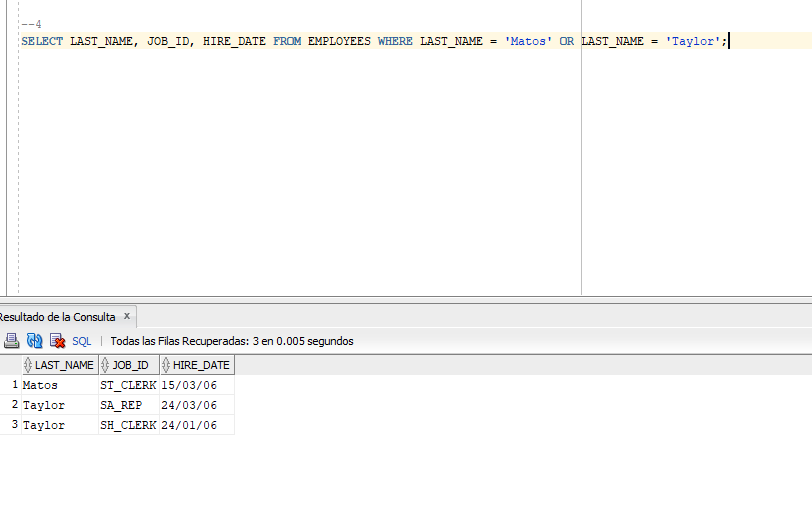 --4
SELECT LAST_NAME, JOB_ID, HIRE_DATE FROM EMPLOYEES WHERE LAST_NAME = 'Matos' OR LAST_NAME = 'Taylor';
Resultado de la Consulta x
SQL | Todas las Filas Recuperadas: 3 en 0.005 segundos
LAST_NAME JOB_ID HIRE_DATE
1 Matos ST_CLERK 15/03/06
2 Taylor SA_REP 24/03/06
3 Taylor SH_CLERK 24/01/06